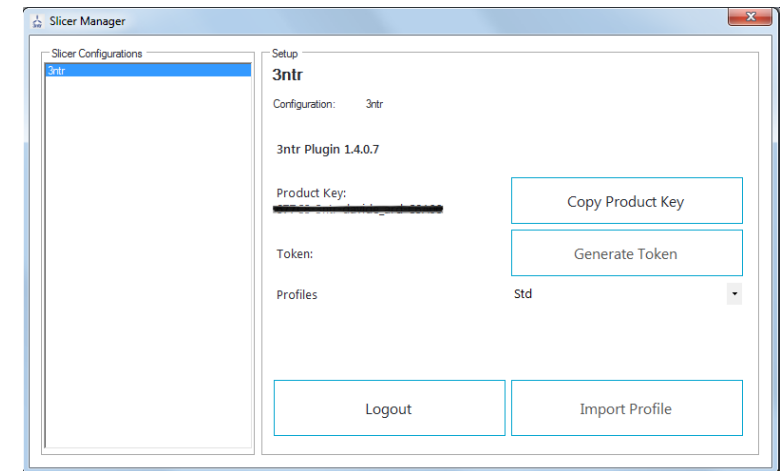 Slicer Manager
Slicer Configurations
3ntr
Setup
3ntr
Configuration: 3ntr
3ntr Plugin 1.4.0.7
Product Key:
Copy Product Key
Token:
Generate Token
Profiles
Std
Logout
Import Profile